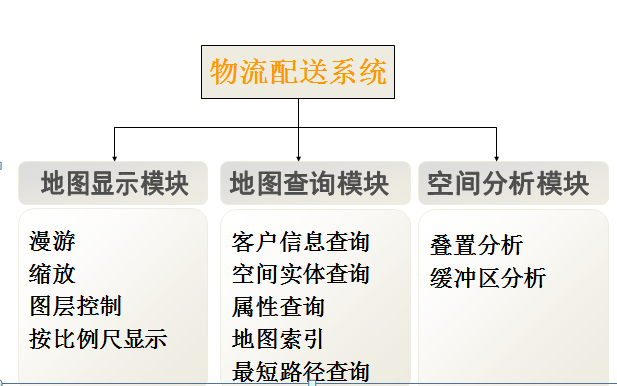 物流配送系统
地图显示模块
漫游
缩放
图层控制
按比例尺显示
地图查询模块
客户信息查询
空间实体查询
属性查询
地图索引
最短路径查询
空间分析模块
叠置分析
缓冲区分析